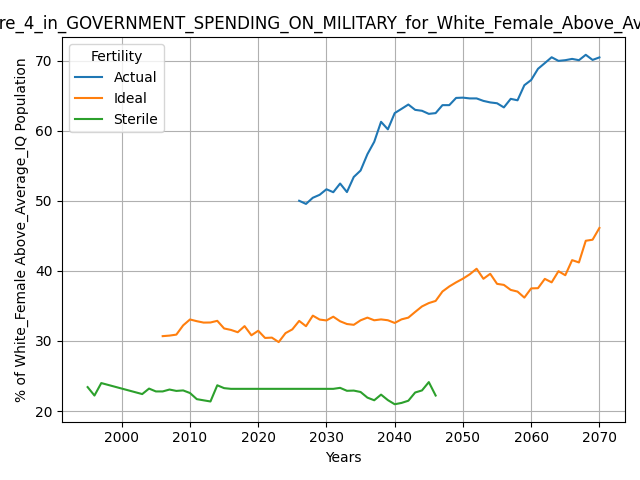 re_4_in_GOVERNMENT_SPENDING_ON_MILITARY_for_White_Female_Above_Av
Fertility
Actual
Ideal
Sterile
% of White_Female Above_Average_IQ Population
70
60
50
40
30
20
2000 2010 2020 2030 2040 2050 2060 2070
Years